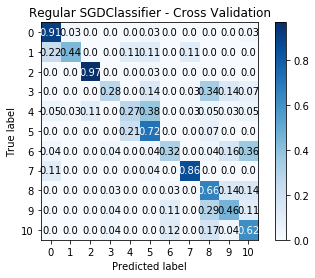 Regular SGDClassifier - Cross Validation
0 0.91 0.03 0.0 0.0 0.0 0.03 0.0 0.0 0.0 0.0 0.03
1 0.22 0.44 0.0 0.0 0.11 0.11 0.0 0.11 0.0 0.0 0.0
2 0.0 0.0 0.97 0.0 0.0 0.03 0.0 0.0 0.0 0.0 0.0
3 0.0 0.0 0.0 0.28 0.0 0.14 0.0 0.03 0.34 0.14 0.07
4 0.05 0.03 0.11 0.0 0.27 0.38 0.0 0.03 0.05 0.03 0.05
5 0.0 0.0 0.0 0.0 0.21 0.72 0.0 0.0 0.07 0.0 0.0
6 0.04 0.0 0.0 0.04 0.0 0.04 0.32 0.0 0.04 0.16 0.36
7 0.11 0.0 0.0 0.0 0.0 0.04 0.0 0.86 0.0 0.0 0.0
8 0.0 0.0 0.0 0.03 0.0 0.0 0.03 0.0 0.66 0.14 0.14
9 0.0 0.0 0.0 0.04 0.0 0.0 0.11 0.0 0.29 0.46 0.11
10 0.0 0.0 0.0 0.04 0.0 0.0 0.12 0.0 0.17 0.04 0.62
0 1 2 3 4 5 6 7 8 9 10
True label
Predicted label
0.8
0.6
0.4
0.2
0.0